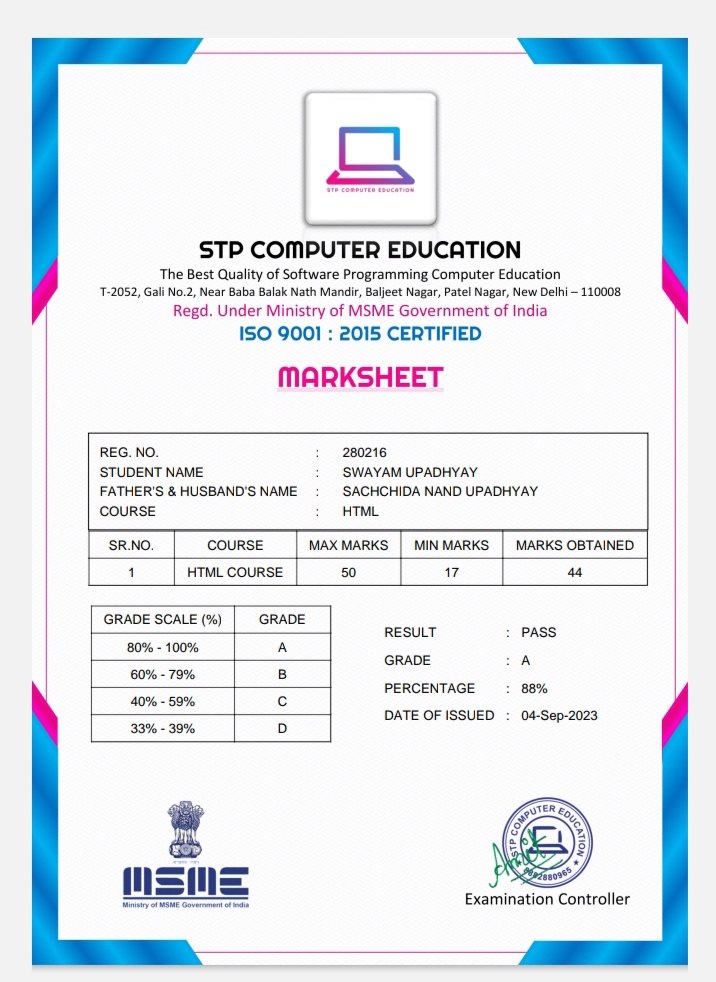 STP COMPUTER EDUCATION
STP COMPUTER EDUCATION
The Best Quality of Software Programming Computer Education
T-2052, Gali No.2, Near Baba Balak Nath Mandir, Baljeet Nagar, Patel Nagar, New Delhi – 110008
Regd. Under Ministry of MSME Government of India
ISO 9001 : 2015 CERTIFIED
MARKSHEET
REG. NO. : 280216
STUDENT NAME : SWAYAM UPADHYAY
FATHER'S & HUSBAND'S NAME : SACHCHIDA NAND UPADHYAY
COURSE : HTML
SR.NO. COURSE MAX MARKS MIN MARKS MARKS OBTAINED
1 HTML COURSE 50 17 44
GRADE SCALE (%) GRADE
80% - 100% A
60% - 79% B
40% - 59% C
33% - 39% D
RESULT : PASS
GRADE : A
PERCENTAGE : 88%
DATE OF ISSUED : 04-Sep-2023
MSME
Ministry of MSME Government of India
STP COMPUTER EDUCATION
Examination Controller